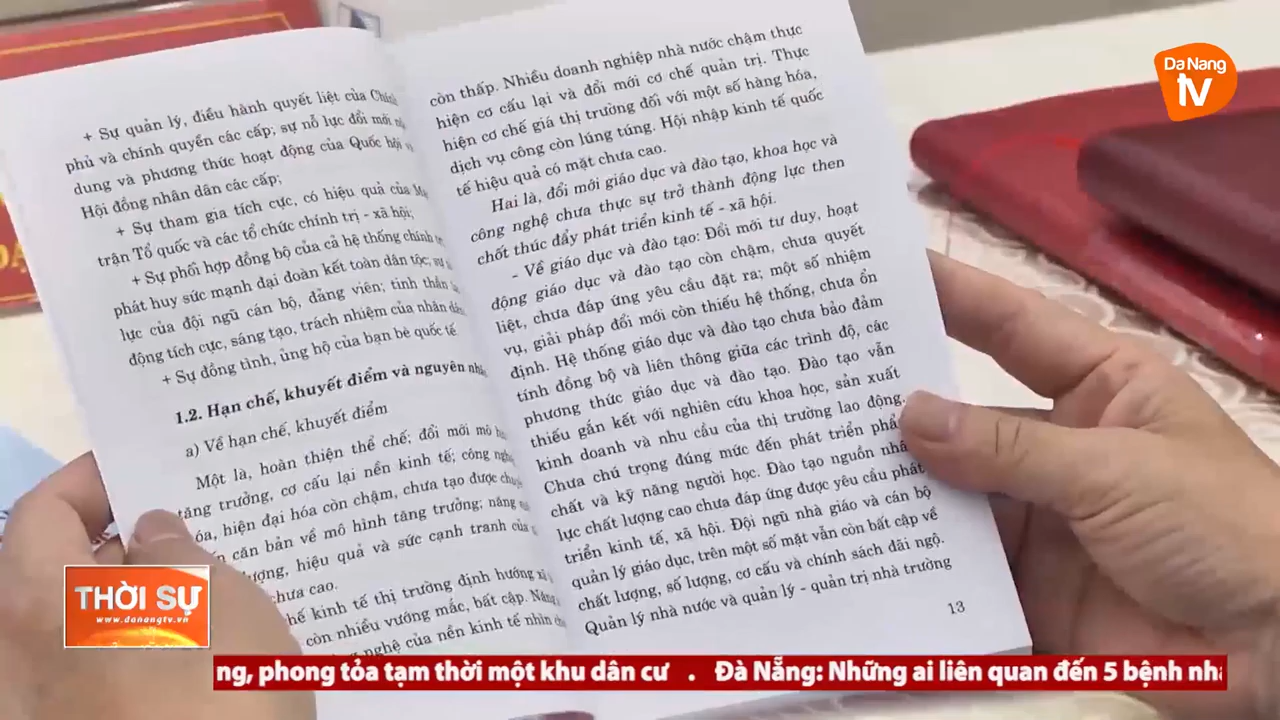 + Sự quản lý, điều hành quyết liệt của Chính
phủ và chính quyền các cấp; sự nỗ lực đổi mới
dung và phương thức hoạt động của Quốc hội
Hội đồng nhân dân các cấp;
+ Sự tham gia tích cực, có hiệu quả của
trận Tổ quốc và các tổ chức chính trị - xã hội;
+ Sự phối hợp đồng bộ của cả hệ thống chính
phát huy sức mạnh đại đoàn kết toàn dân tộc; sự
lực của đội ngũ cán bộ, đảng viên; tinh thần
động tích cực, sáng tạo, trách nhiệm của nhân dân
+ Sự đồng tình, ủng hộ của bạn bè quốc tế.
1.2. Hạn chế, khuyết điểm và nguyên nhân
a) Về hạn chế, khuyết điểm
Một là, hoàn thiện thể chế; đổi mới mô
tăng trưởng, cơ cấu lại nền kinh tế; công
hóa, hiện đại hóa còn chậm, chưa tạo được
căn bản về mô hình tăng trưởng; năng
hiệu quả và sức cạnh tranh của
chưa cao.
kinh tế thị trường định hướng xã
còn nhiều vướng mắc, bất cập. Năng
nghệ của nền kinh tế nhìn
còn thấp. Nhiều doanh nghiệp nhà nước chậm thực
hiện cơ cấu lại và đổi mới cơ chế quản trị. Thực
hiện cơ chế giá thị trường đối với một số hàng hóa,
dịch vụ công còn lúng túng. Hội nhập kinh tế quốc
tế hiệu quả có mặt chưa cao.
Hai là, đổi mới giáo dục và đào tạo, khoa học và
công nghệ chưa thực sự trở thành động lực then
chốt thúc đẩy phát triển kinh tế - xã hội.
- Về giáo dục và đào tạo: Đổi mới tư duy, hoạt
động giáo dục và đào tạo còn chậm, chưa quyết
liệt, chưa đáp ứng yêu cầu đặt ra; một số nhiệm
vụ, giải pháp đổi mới còn thiếu hệ thống, chưa ổn
định. Hệ thống giáo dục và đào tạo chưa bảo đảm
tính đồng bộ và liên thông giữa các trình độ, các
phương thức giáo dục và đào tạo. Đào tạo vẫn
thiếu gắn kết với nghiên cứu khoa học, sản xuất
kinh doanh và nhu cầu của thị trường lao động.
Chưa chú trọng đúng mức đến phát triển phẩm
chất và kỹ năng người học. Đào tạo nguồn nhân
lực chất lượng cao chưa đáp ứng được yêu cầu phát
triển kinh tế, xã hội. Đội ngũ nhà giáo và cán bộ
quản lý giáo dục, trên một số mặt vẫn còn bất cập về
chất lượng, số lượng, cơ cấu và chính sách đãi ngộ.
Quản lý nhà nước và quản lý - quản trị nhà trường
13
Da Nang
tv
THỜI SỰ
www.danangtv.vn
ng, phong tỏa tạm thời một khu dân cư . Đà Nẵng: Những ai liên quan đến 5 bệnh nhâ